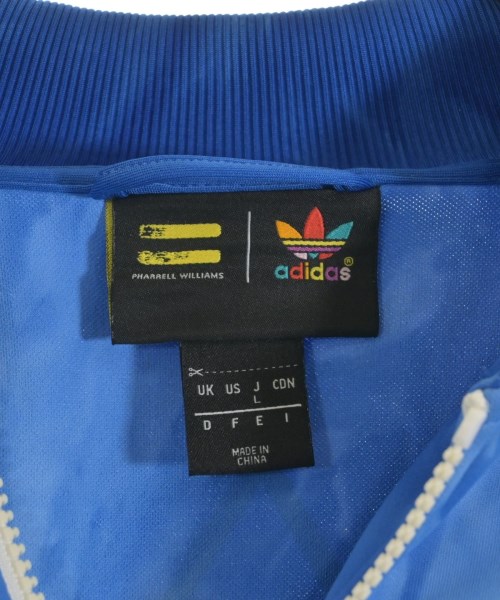 PHARRELL WILLIAMS
adidas®
UK US J CDN
L
D F E I
MADE IN
CHINA